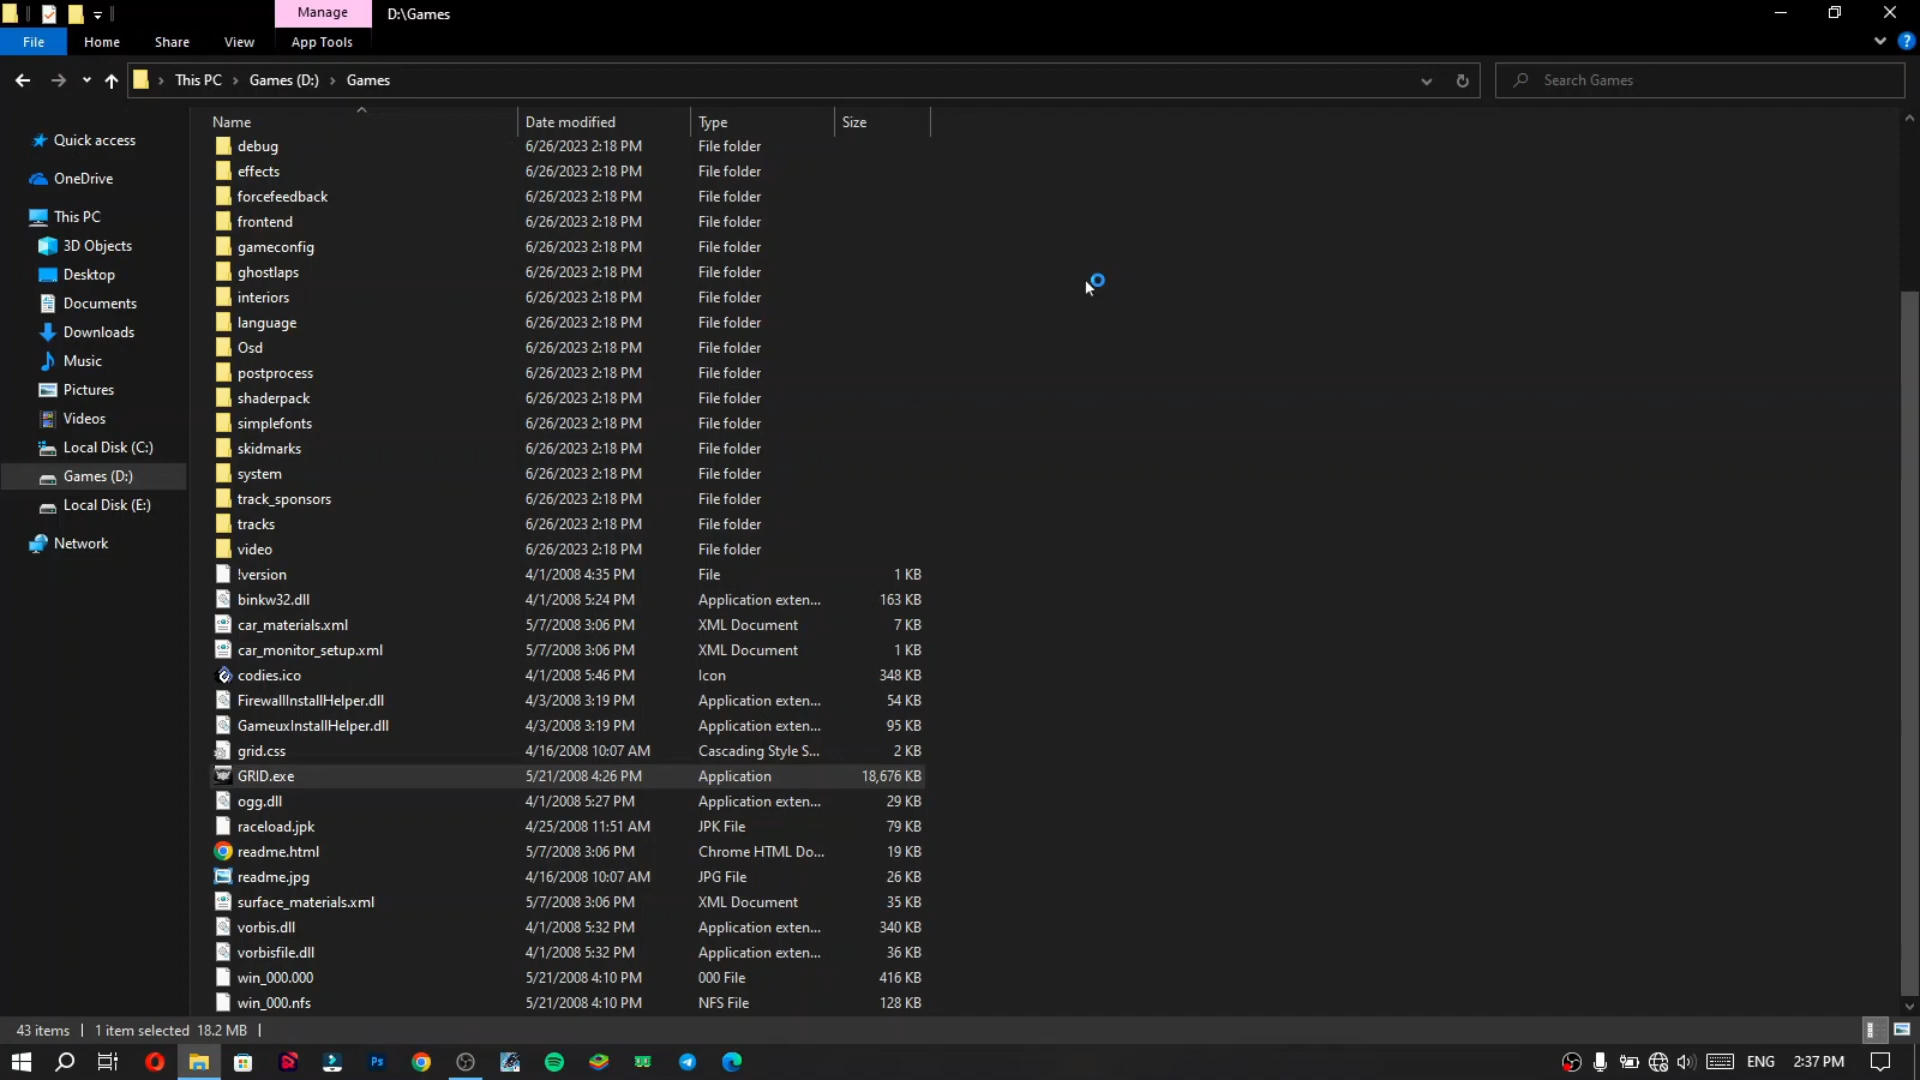 Manage
D:\Games
File
Home
Share
View
App Tools
This PC
Games (D:)
Games
Search Games
Name
Date modified
Type
Size
Quick access
OneDrive
This PC
3D Objects
Desktop
Documents
Downloads
Music
Pictures
Videos
Local Disk (C:)
Games (D:)
Local Disk (E:)
Network
debug 6/26/2023 2:18 PM File folder
effects 6/26/2023 2:18 PM File folder
forcefeedback 6/26/2023 2:18 PM File folder
frontend 6/26/2023 2:18 PM File folder
gameconfig 6/26/2023 2:18 PM File folder
ghostlaps 6/26/2023 2:18 PM File folder
interiors 6/26/2023 2:18 PM File folder
language 6/26/2023 2:18 PM File folder
Osd 6/26/2023 2:18 PM File folder
postprocess 6/26/2023 2:18 PM File folder
shaderpack 6/26/2023 2:18 PM File folder
simplefonts 6/26/2023 2:18 PM File folder
skidmarks 6/26/2023 2:18 PM File folder
system 6/26/2023 2:18 PM File folder
track_sponsors 6/26/2023 2:18 PM File folder
tracks 6/26/2023 2:18 PM File folder
video 6/26/2023 2:18 PM File folder
!version 4/1/2008 4:35 PM File 1 KB
binkw32.dll 4/1/2008 5:24 PM Application exten... 163 KB
car_materials.xml 5/7/2008 3:06 PM XML Document 7 KB
car_monitor_setup.xml 5/7/2008 3:06 PM XML Document 1 KB
codies.ico 4/1/2008 5:46 PM Icon 348 KB
FirewallInstallHelper.dll 4/3/2008 3:19 PM Application exten... 54 KB
GameuxInstallHelper.dll 4/3/2008 3:19 PM Application exten... 95 KB
grid.css 4/16/2008 10:07 AM Cascading Style S... 2 KB
GRID.exe 5/21/2008 4:26 PM Application 18,676 KB
ogg.dll 4/1/2008 5:27 PM Application exten... 29 KB
raceload.jpk 4/25/2008 11:51 AM JPK File 79 KB
readme.html 5/7/2008 3:06 PM Chrome HTML Do... 19 KB
readme.jpg 4/16/2008 10:07 AM JPG File 26 KB
surface_materials.xml 5/7/2008 3:06 PM XML Document 35 KB
vorbis.dll 4/1/2008 5:32 PM Application exten... 340 KB
vorbisfile.dll 4/1/2008 5:32 PM Application exten... 36 KB
win_000.000 5/21/2008 4:10 PM 000 File 416 KB
win_000.nfs 5/21/2008 4:10 PM NFS File 128 KB
43 items
1 item selected 18.2 MB
Ps
ENG
2:37 PM